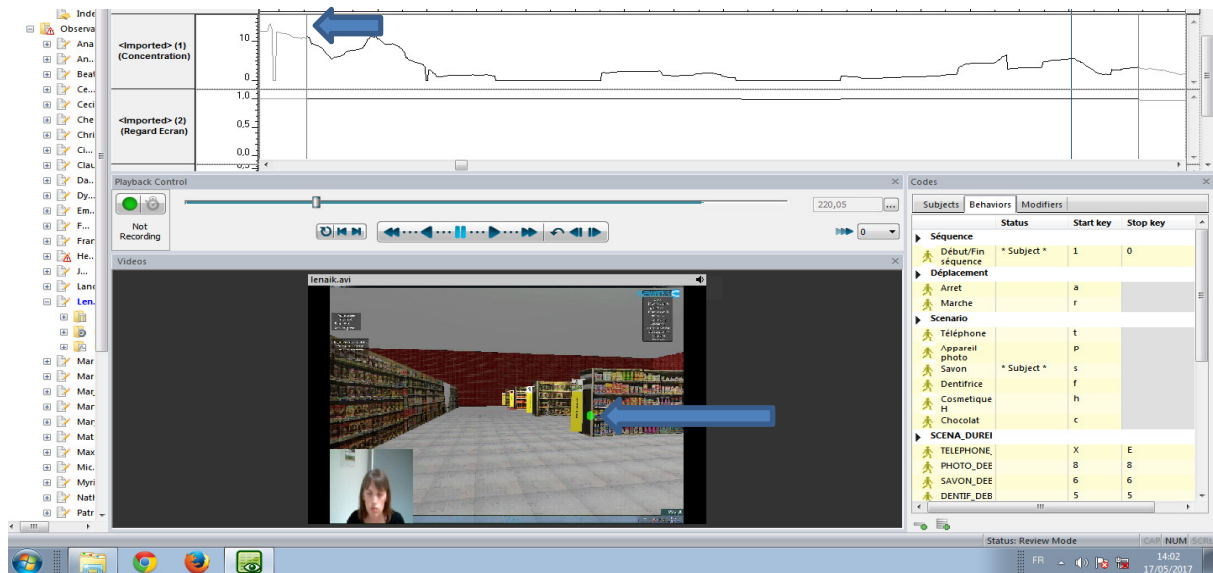 Inde
Observa
Ana
An..
Beat
Ce...
Ceci
Che
Chri
Ci...
Clau
Da..
Dy...
Em..
F...
Fran
He..
J...
Lanc
Len.
Mar
Mar
Mar
Mar
Mar
Mat
Max
Mic.
Myri
Nath
Patr
<Imported> (1)
(Concentration)
10
0
<Imported> (2)
(Regard Ecran)
1,0
0,5
0,0
Playback Control
Not
Recording
220,05
...
0
Videos
lenaik.avi
Codes
Subjects Behaviors Modifiers
Status Start key Stop key
Séquence
Début/Fin séquence * Subject * 1 0
Déplacement
Arret a
Marche r
Scenario
Téléphone t
Appareil photo p
Savon * Subject * s
Dentifrice f
Cosmetique H h
Chocolat c
SCENA_DUREI
TELEPHONE_ X E
PHOTO_DEE 8 8
SAVON_DEE 6 6
DENTIF_DEB 5 5
Status: Review Mode CAP NUM SCRL
FR 14:02
17/05/2017